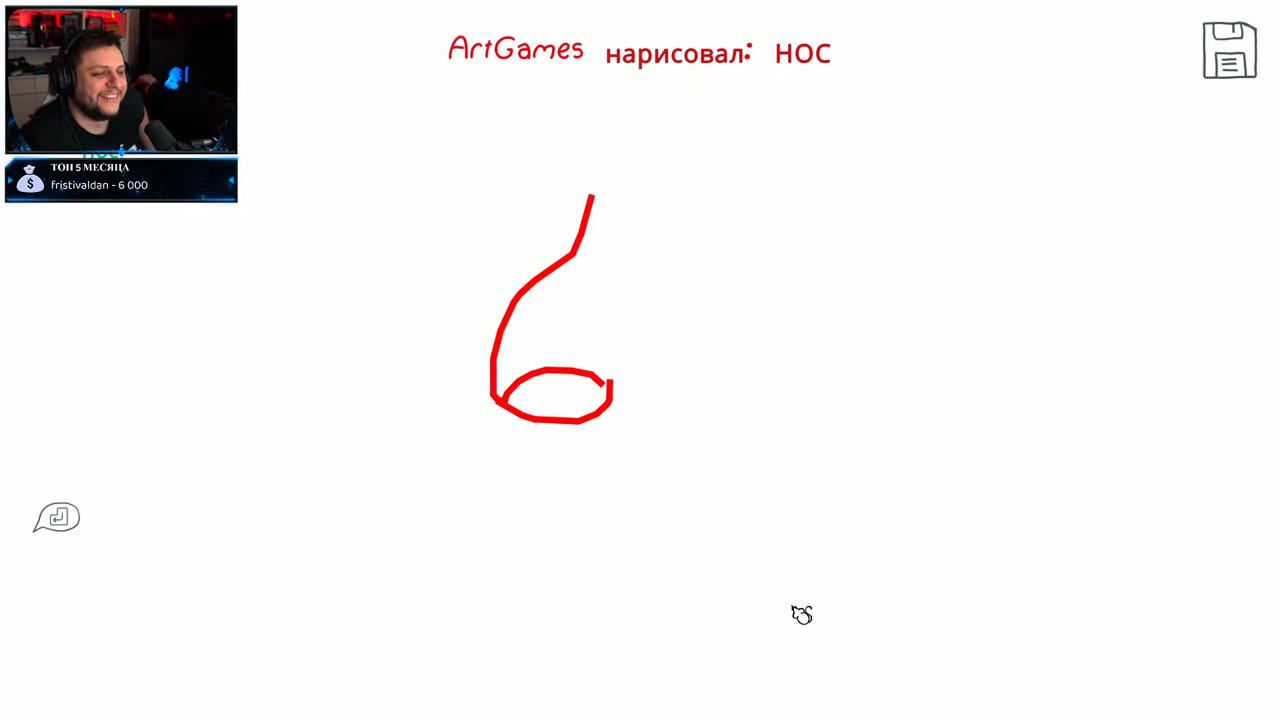 ArtGames нарисовал: НОС
ТОП 5 МЕСЯЦА
fristivaldan - 6 000